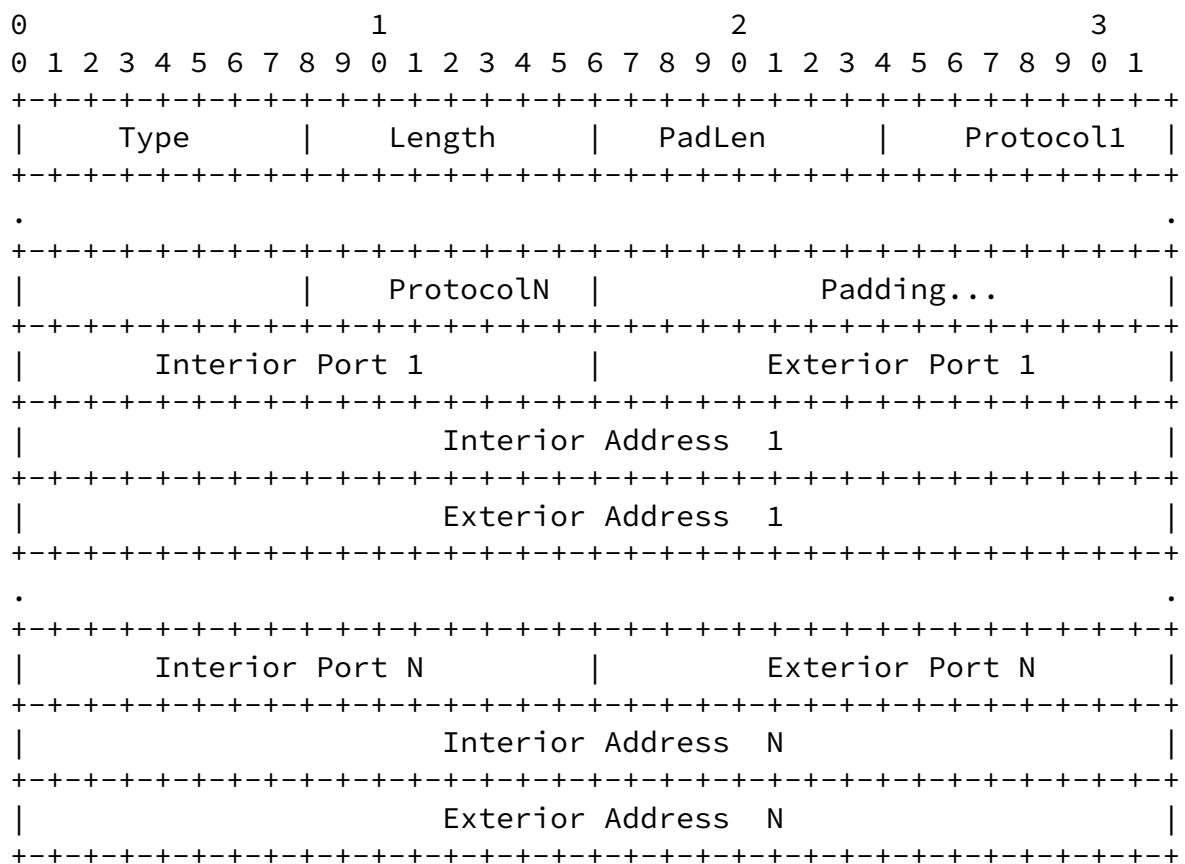 0                   1                   2                   3
0 1 2 3 4 5 6 7 8 9 0 1 2 3 4 5 6 7 8 9 0 1 2 3 4 5 6 7 8 9 0 1
+-+-+-+-+-+-+-+-+-+-+-+-+-+-+-+-+-+-+-+-+-+-+-+-+-+-+-+-+-+-+-+-+
|     Type      |    Length     |   PadLen      |    Protocol1  |
+-+-+-+-+-+-+-+-+-+-+-+-+-+-+-+-+-+-+-+-+-+-+-+-+-+-+-+-+-+-+-+-+
.                                                               .
+-+-+-+-+-+-+-+-+-+-+-+-+-+-+-+-+-+-+-+-+-+-+-+-+-+-+-+-+-+-+-+-+
|               |    ProtocolN  |            Padding...         |
+-+-+-+-+-+-+-+-+-+-+-+-+-+-+-+-+-+-+-+-+-+-+-+-+-+-+-+-+-+-+-+-+
|       Interior Port 1         |         Exterior Port 1       |
+-+-+-+-+-+-+-+-+-+-+-+-+-+-+-+-+-+-+-+-+-+-+-+-+-+-+-+-+-+-+-+-+
|                       Interior Address  1                     |
+-+-+-+-+-+-+-+-+-+-+-+-+-+-+-+-+-+-+-+-+-+-+-+-+-+-+-+-+-+-+-+-+
|                       Exterior Address  1                     |
+-+-+-+-+-+-+-+-+-+-+-+-+-+-+-+-+-+-+-+-+-+-+-+-+-+-+-+-+-+-+-+-+
.                                                               .
+-+-+-+-+-+-+-+-+-+-+-+-+-+-+-+-+-+-+-+-+-+-+-+-+-+-+-+-+-+-+-+-+
|       Interior Port N         |         Exterior Port N       |
+-+-+-+-+-+-+-+-+-+-+-+-+-+-+-+-+-+-+-+-+-+-+-+-+-+-+-+-+-+-+-+-+
|                       Interior Address  N                     |
+-+-+-+-+-+-+-+-+-+-+-+-+-+-+-+-+-+-+-+-+-+-+-+-+-+-+-+-+-+-+-+-+
|                       Exterior Address  N                     |
+-+-+-+-+-+-+-+-+-+-+-+-+-+-+-+-+-+-+-+-+-+-+-+-+-+-+-+-+-+-+-+-+